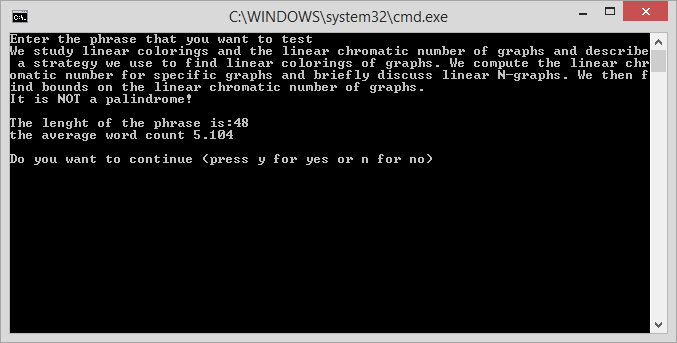 C:\WINDOWS\system32\cmd.exe
Enter the phrase that you want to test
We study linear colorings and the linear chromatic number of graphs and describe
 a strategy we use to find linear colorings of graphs. We compute the linear chr
omatic number for specific graphs and briefly discuss linear N-graphs. We then f
ind bounds on the linear chromatic number of graphs.
It is NOT a palindrome!
The lenght of the phrase is:48
the average word count 5.104
Do you want to continue (press y for yes or n for no)